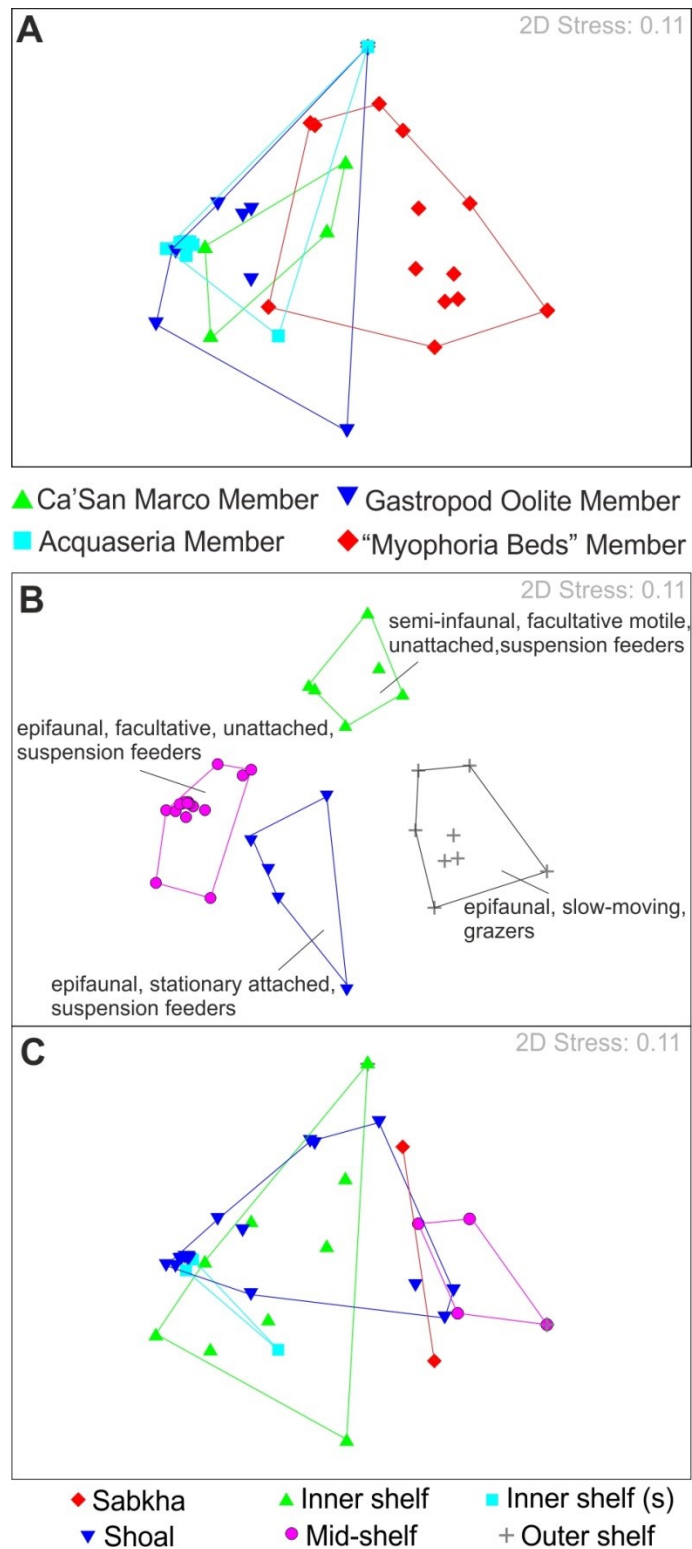 A
2D Stress: 0.11
Ca'San Marco Member
Gastropod Oolite Member
Acquaseria Member
“Myophoria Beds” Member
B
2D Stress: 0.11
semi-infaunal, facultative motile,
unattached,suspension feeders
epifaunal, facultative, unattached,
suspension feeders
epifaunal, slow-moving,
grazers
epifaunal, stationary attached,
suspension feeders
C
2D Stress: 0.11
Sabkha
Inner shelf
Inner shelf (s)
Shoal
Mid-shelf
Outer shelf